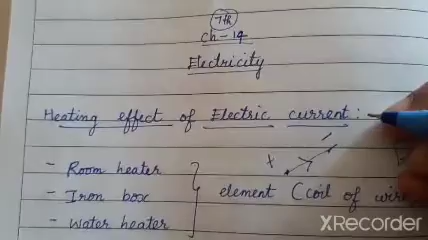 7th
Ch - 14
Electricity
Heating effect of Electric current : -
- Room heater
- Iron box
- Water heater
element (coil of wire
XRecorder